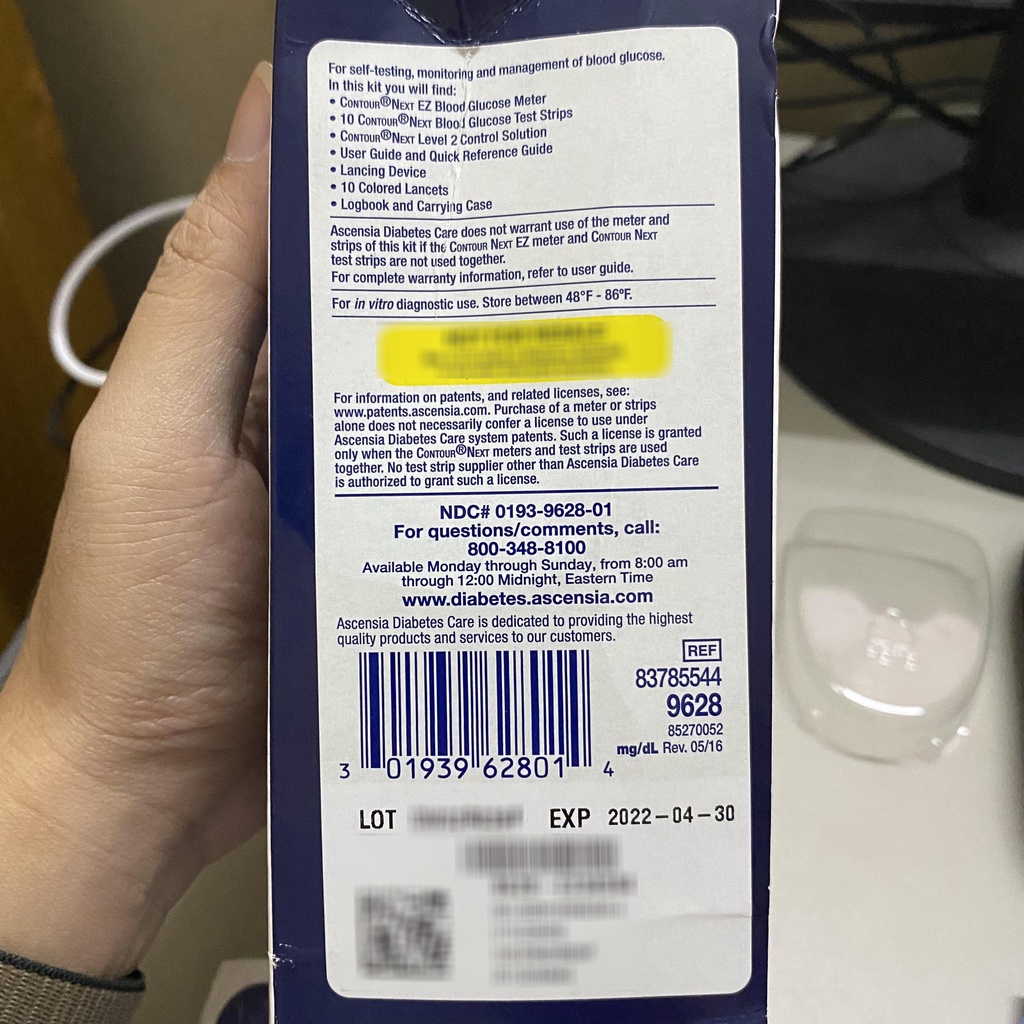 For self-testing, monitoring and management of blood glucose.
In this kit you will find:
• CONTOUR®NEXT EZ Blood Glucose Meter
• 10 CONTOUR®NEXT Blood Glucose Test Strips
• CONTOUR®NEXT Level 2 Control Solution
• User Guide and Quick Reference Guide
• Lancing Device
• 10 Colored Lancets
• Logbook and Carrying Case
Ascensia Diabetes Care does not warrant use of the meter and
strips of this kit if the CONTOUR NEXT EZ meter and CONTOUR NEXT
test strips are not used together.
For complete warranty information, refer to user guide.
For in vitro diagnostic use. Store between 48°F - 86°F.
For information on patents, and related licenses, see:
www.patents.ascensia.com. Purchase of a meter or strips
alone does not necessarily confer a license to use under
Ascensia Diabetes Care system patents. Such a license is granted
only when the CONTOUR®NEXT meters and test strips are used
together. No test strip supplier other than Ascensia Diabetes Care
is authorized to grant such a license.
NDC# 0193-9628-01
For questions/comments, call:
800-348-8100
Available Monday through Sunday, from 8:00 am
through 12:00 Midnight, Eastern Time
www.diabetes.ascensia.com
Ascensia Diabetes Care is dedicated to providing the highest
quality products and services to our customers.
REF
83785544
9628
85270052
mg/dL Rev. 05/16
3 01939 62801 4
LOT EXP 2022-04-30